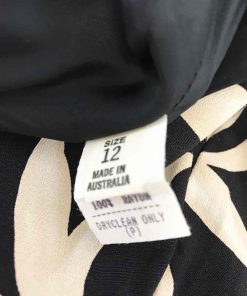 SIZE
12
MADE IN
AUSTRALIA
100% RAYON
DRYCLEAN ONLY
(P)